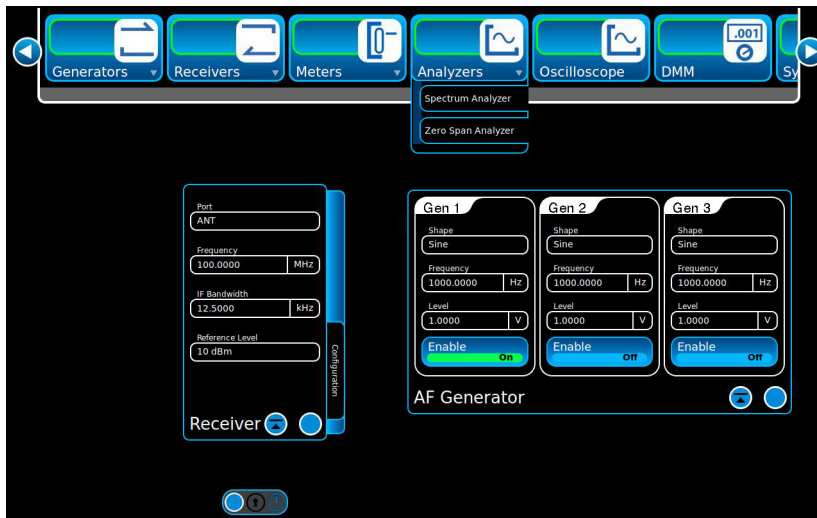 .001
Generators
Receivers
Meters
Analyzers
Oscilloscope
DMM
Sy
Spectrum Analyzer
Zero Span Analyzer
Port
ANT
Frequency
100.0000 MHz
IF Bandwidth
12.5000 kHz
Reference Level
10 dBm
Configuration
Receiver
Gen 1
Shape
Sine
Frequency
1000.0000 Hz
Level
1.0000 V
Enable
On
Gen 2
Shape
Sine
Frequency
1000.0000 Hz
Level
1.0000 V
Enable
Off
Gen 3
Shape
Sine
Frequency
1000.0000 Hz
Level
1.0000 V
Enable
Off
AF Generator